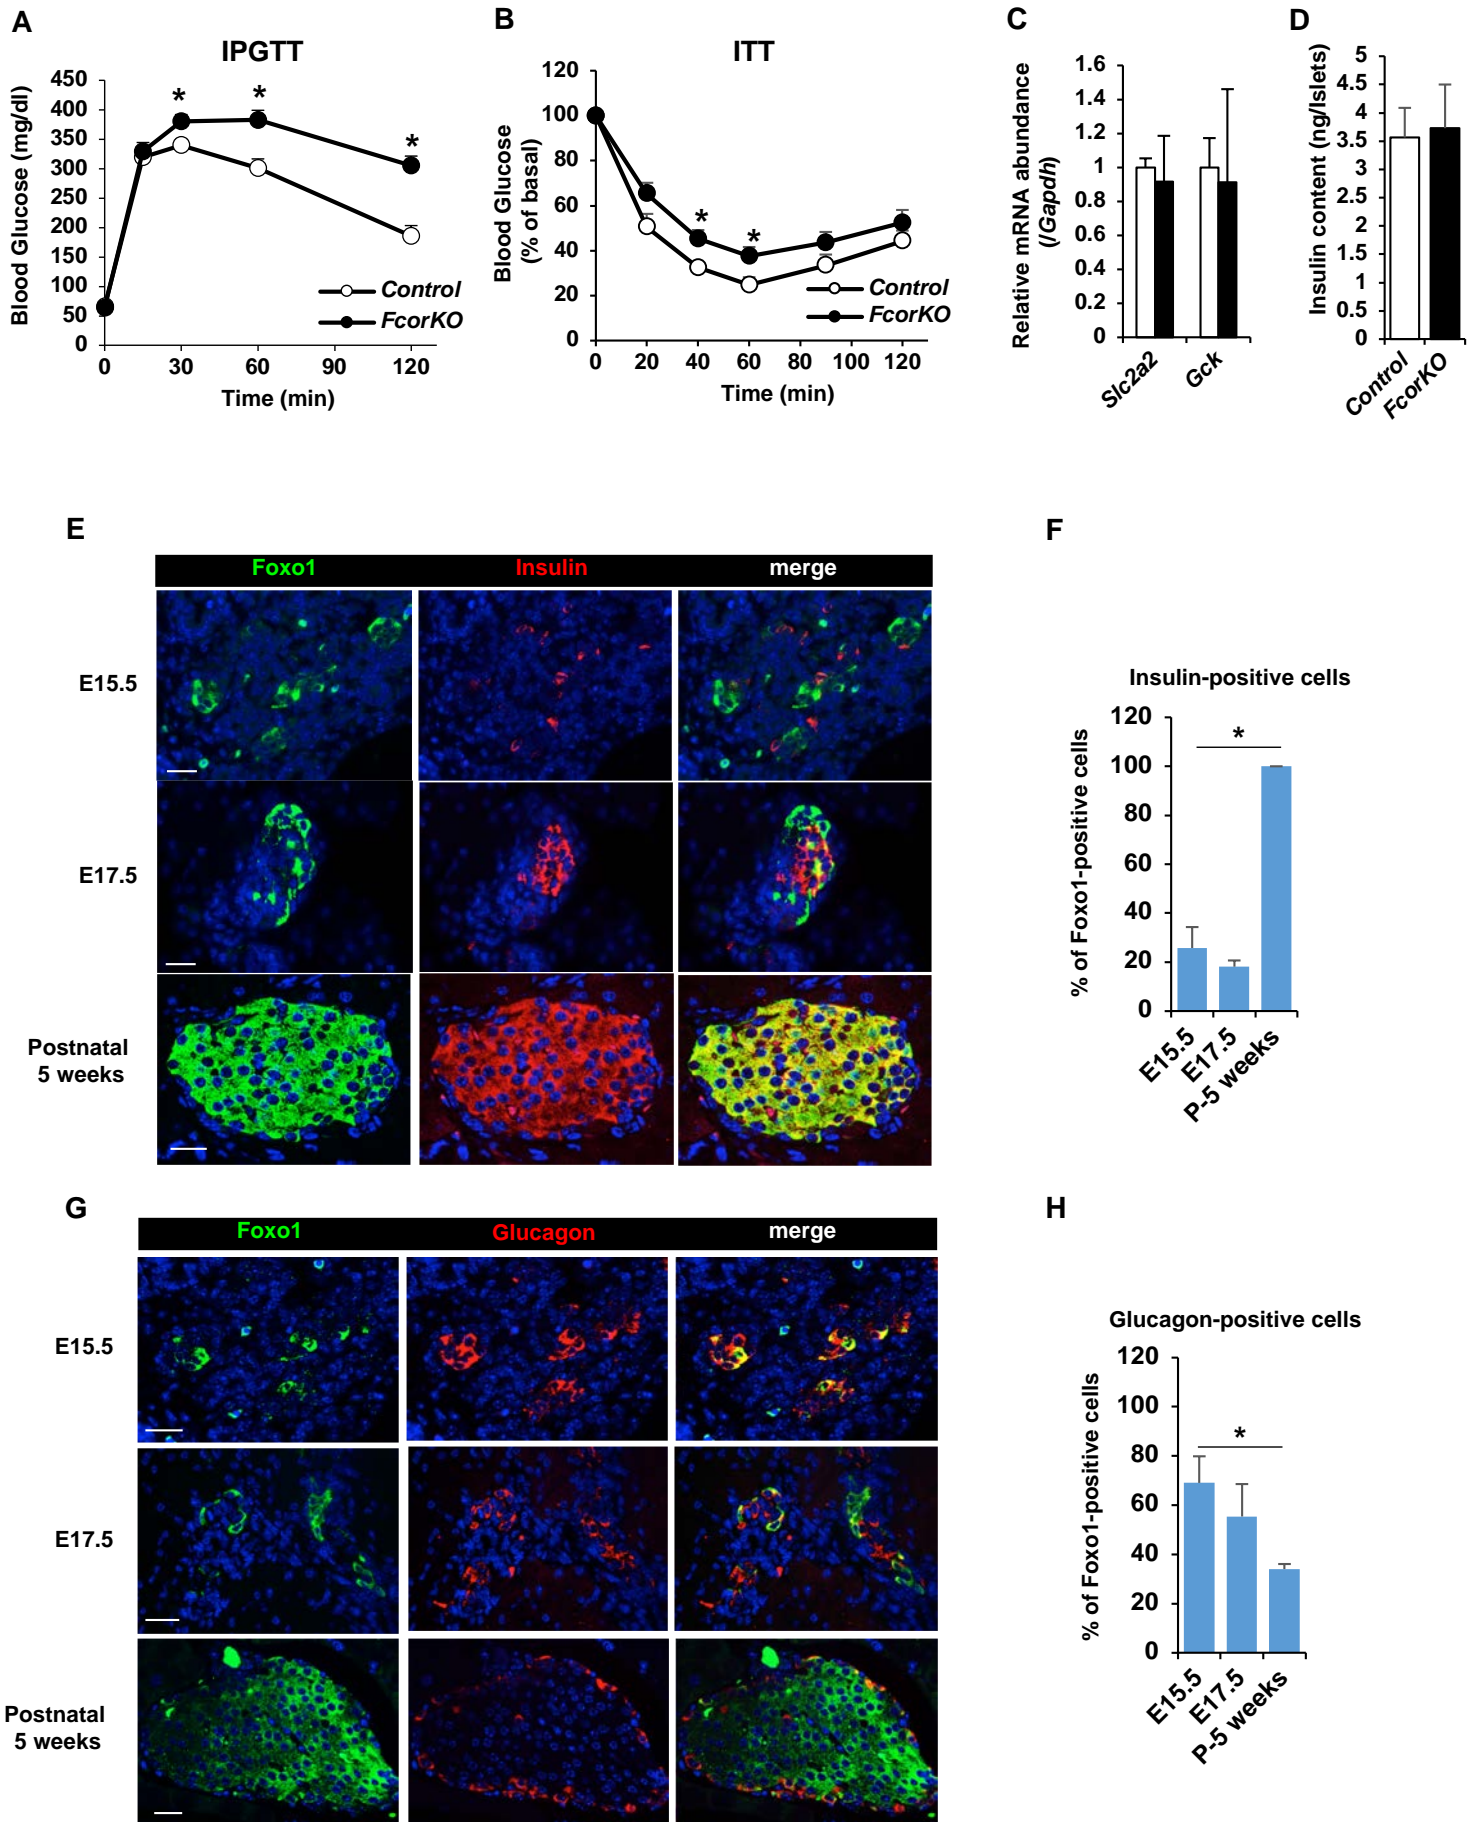 A
IPGTT
Blood Glucose (mg/dl)
450
400
350
300
250
200
150
100
50
0
* * *
Control
FcorKO
0 30 60 90 120
Time (min)
B
ITT
Blood Glucose
(% of basal)
120
100
80
60
40
20
0
* *
Control
FcorKO
0 20 40 60 80 100 120
Time (min)
C
Relative mRNA abundance
(/Gapdh)
1.6
1.4
1.2
1
0.8
0.6
0.4
0.2
0
Slc2a2
Gck
D
Insulin content (ng/Islets)
5
4.5
4
3.5
3
2.5
2
1.5
1
0.5
0
Control
FcorKO
E
Foxo1 Insulin merge
E15.5
E17.5
Postnatal
5 weeks
F
Insulin-positive cells
% of Foxo1-positive cells
120
100
80
60
40
20
0
*
E15.5
E17.5
P-5 weeks
G
Foxo1 Glucagon merge
E15.5
E17.5
Postnatal
5 weeks
H
Glucagon-positive cells
% of Foxo1-positive cells
120
100
80
60
40
20
0
*
E15.5
E17.5
P-5 weeks